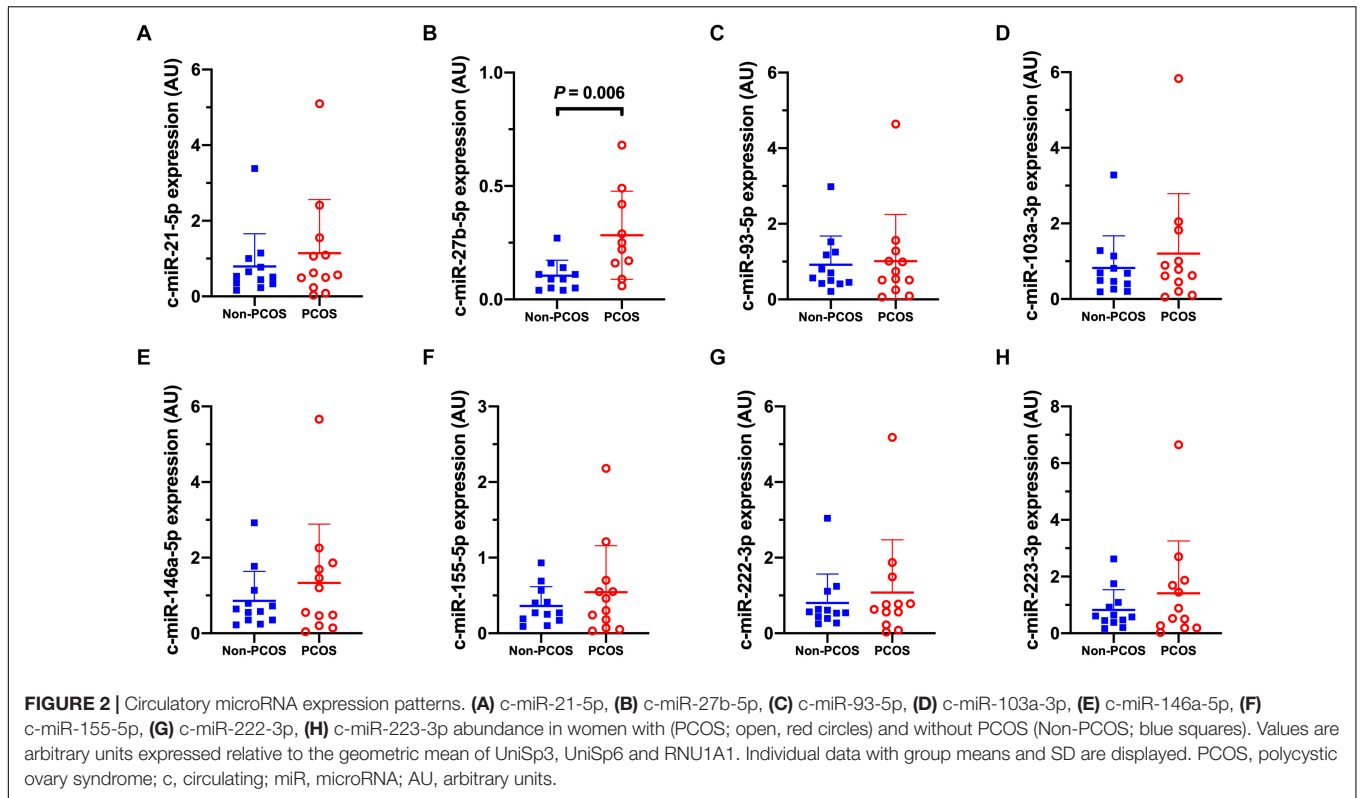 A
B
C
D
c-miR-21-5p expression (AU)
6
4
2
0
Non-PCOS PCOS
c-miR-27b-5p expression (AU)
1.0
0.5
0.0
P = 0.006
Non-PCOS PCOS
c-miR-93-5p expression (AU)
6
4
2
0
Non-PCOS PCOS
c-miR-103a-3p expression (AU)
6
4
2
0
Non-PCOS PCOS
E
F
G
H
c-miR-146a-5p expression (AU)
6
4
2
0
Non-PCOS PCOS
c-miR-155-5p expression (AU)
3
2
1
0
Non-PCOS PCOS
c-miR-222-3p expression (AU)
6
4
2
0
Non-PCOS PCOS
c-miR-223-3p expression (AU)
8
6
4
2
0
Non-PCOS PCOS
FIGURE 2 | Circulatory microRNA expression patterns. (A) c-miR-21-5p, (B) c-miR-27b-5p, (C) c-miR-93-5p, (D) c-miR-103a-3p, (E) c-miR-146a-5p, (F)
c-miR-155-5p, (G) c-miR-222-3p, (H) c-miR-223-3p abundance in women with (PCOS; open, red circles) and without PCOS (Non-PCOS; blue squares). Values are
arbitrary units expressed relative to the geometric mean of UniSp3, UniSp6 and RNU1A1. Individual data with group means and SD are displayed. PCOS, polycystic
ovary syndrome; c, circulating; miR, microRNA; AU, arbitrary units.